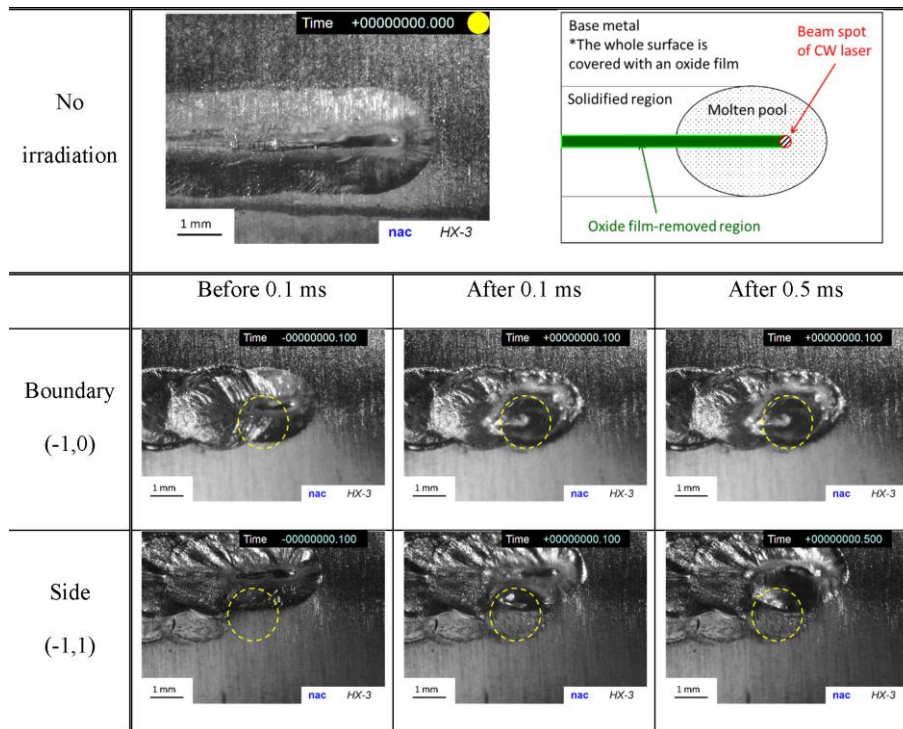 No
irradiation
Time +00000000.000
1 mm
nac HX-3
Base metal
*The whole surface is
covered with an oxide film
Beam spot
of CW laser
Solidified region
Molten pool
Oxide film-removed region
Before 0.1 ms
After 0.1 ms
After 0.5 ms
Boundary
(-1,0)
Time -00000000.100
1 mm
nac HX-3
Time +00000000.100
1 mm
nac HX-3
Time +00000000.100
1 mm
nac HX-3
Side
(-1,1)
Time -00000000.100
1 mm
nac HX-3
Time +00000000.100
1 mm
nac HX-3
Time +00000000.500
1 mm
nac HX-3